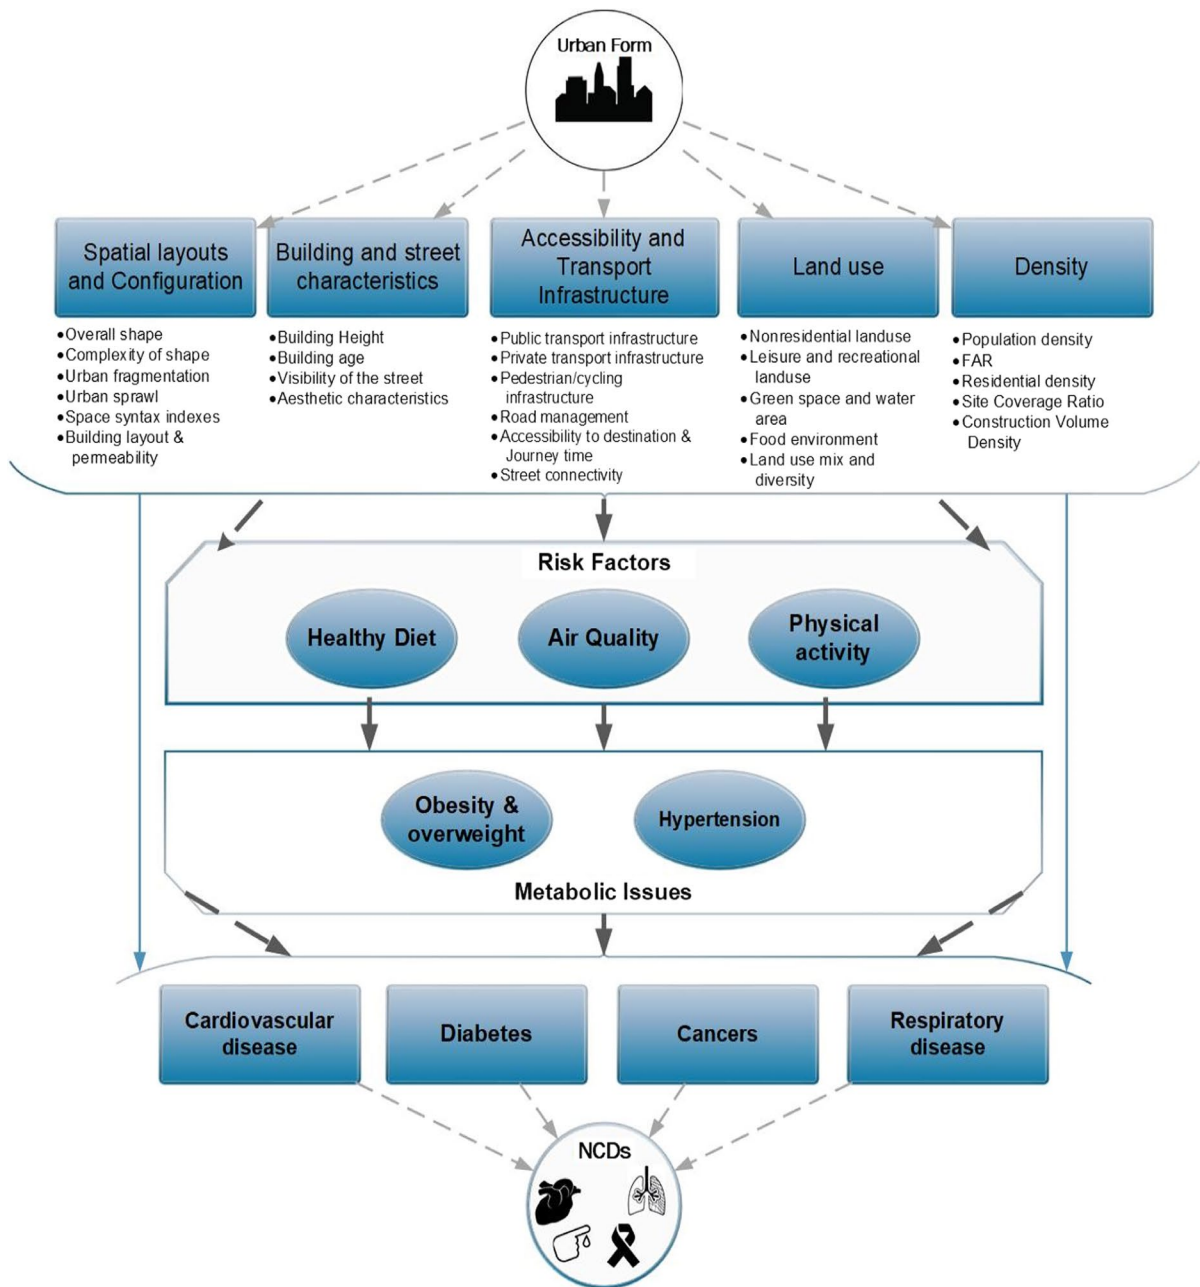 Urban Form
Spatial layouts
and Configuration
•Overall shape
•Complexity of shape
•Urban fragmentation
•Urban sprawl
•Space syntax indexes
•Building layout &
permeability
Building and street
characteristics
•Building Height
•Building age
•Visibility of the street
•Aesthetic characteristics
Accessibility and
Transport
Infrastructure
•Public transport infrastructure
•Private transport infrastructure
•Pedestrian/cycling
infrastructure
•Road management
•Accessibility to destination &
Journey time
•Street connectivity
Land use
•Nonresidential landuse
•Leisure and recreational
landuse
•Green space and water
area
•Food environment
•Land use mix and
diversity
Density
•Population density
•FAR
•Residential density
•Site Coverage Ratio
•Construction Volume
Density
Risk Factors
Healthy Diet
Air Quality
Physical
activity
Obesity &
overweight
Hypertension
Metabolic Issues
Cardiovascular
disease
Diabetes
Cancers
Respiratory
disease
NCDs